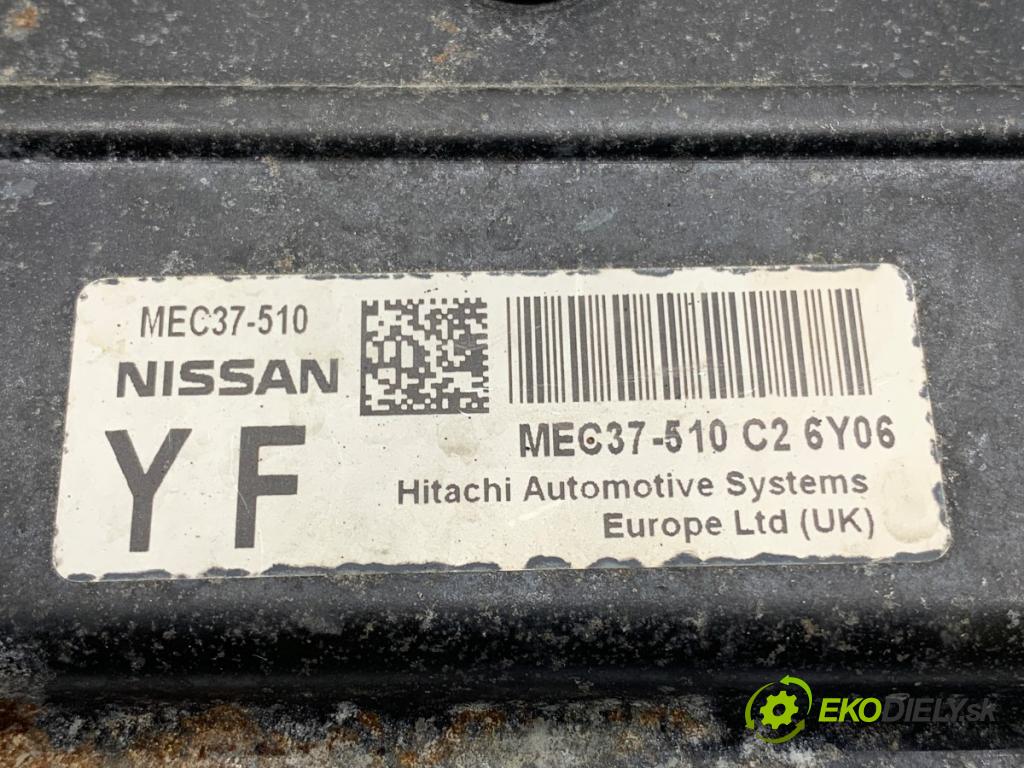 MEC37-510
NISSAN
YF
MEC37-510 C2 6Y06
Hitachi Automotive Systems
Europe Ltd (UK)
EKODIELY.sk